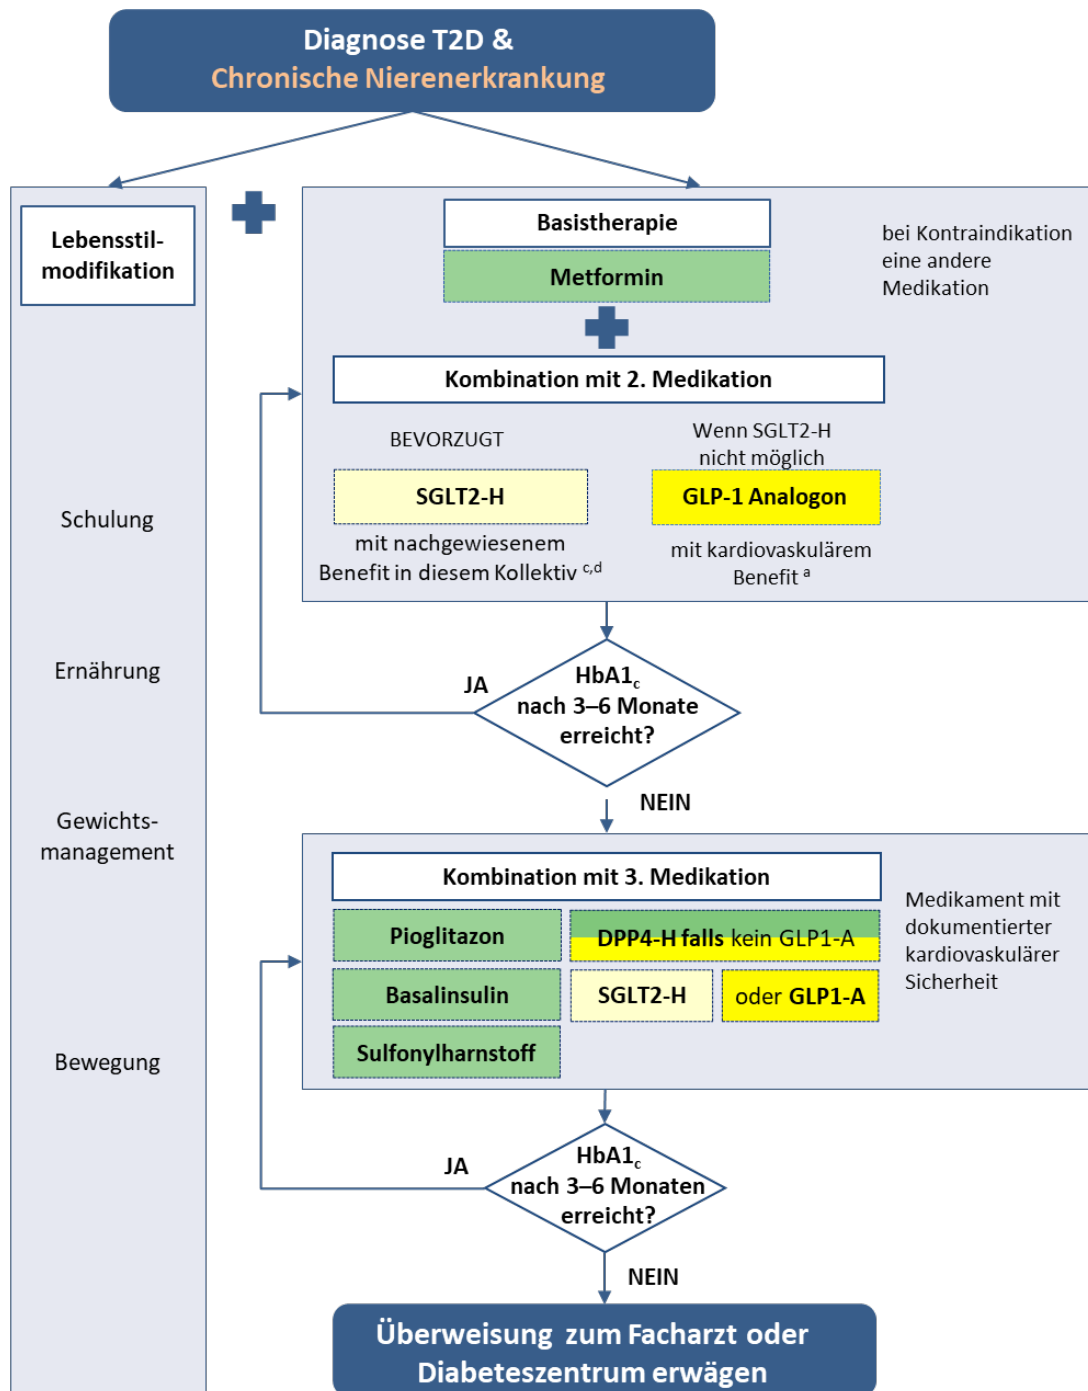 Diagnose T2D &
Chronische Nierenerkrankung
Lebensstil-
modifikation
Schulung
Ernährung
Gewichts-
management
Bewegung
Basistherapie
Metformin
bei Kontraindikation
eine andere
Medikation
Kombination mit 2. Medikation
BEVORZUGT
SGLT2-H
mit nachgewiesenem
Benefit in diesem Kollektiv c,d
Wenn SGLT2-H
nicht möglich
GLP-1 Analogon
mit kardiovaskulärem
Benefit a
HbA1c
nach 3–6 Monate
erreicht?
JA
NEIN
Kombination mit 3. Medikation
Pioglitazon
DPP4-H falls kein GLP1-A
Basalinsulin
SGLT2-H
oder GLP1-A
Sulfonylharnstoff
Medikament mit
dokumentierter
kardiovaskulärer
Sicherheit
HbA1c
nach 3–6 Monaten
erreicht?
JA
NEIN
Überweisung zum Facharzt oder
Diabeteszentrum erwägen